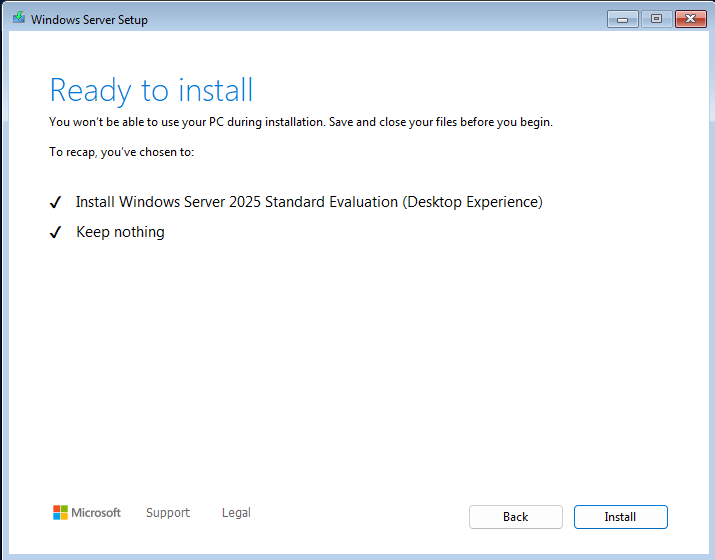 Windows Server Setup
Ready to install
You won't be able to use your PC during installation. Save and close your files before you begin.
To recap, you've chosen to:
Install Windows Server 2025 Standard Evaluation (Desktop Experience)
Keep nothing
Microsoft Support Legal Back Install